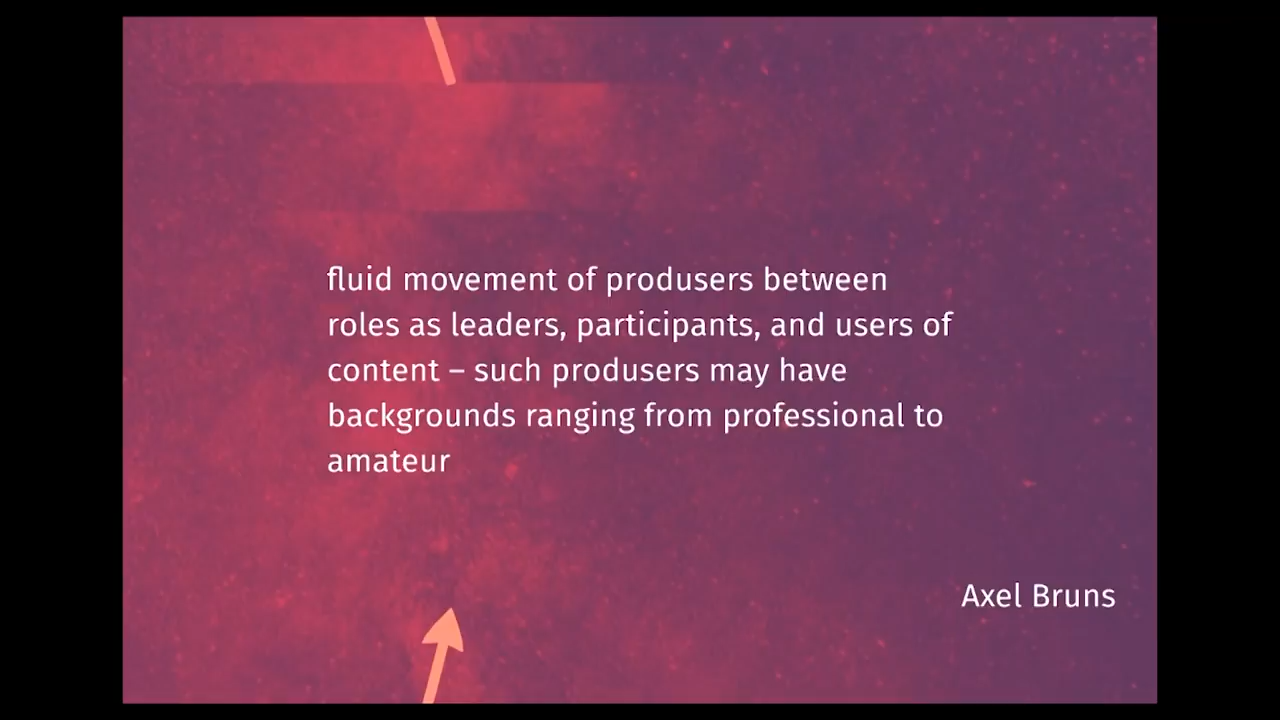 fluid movement of produsers between
roles as leaders, participants, and users of
content – such produsers may have
backgrounds ranging from professional to
amateur
Axel Bruns